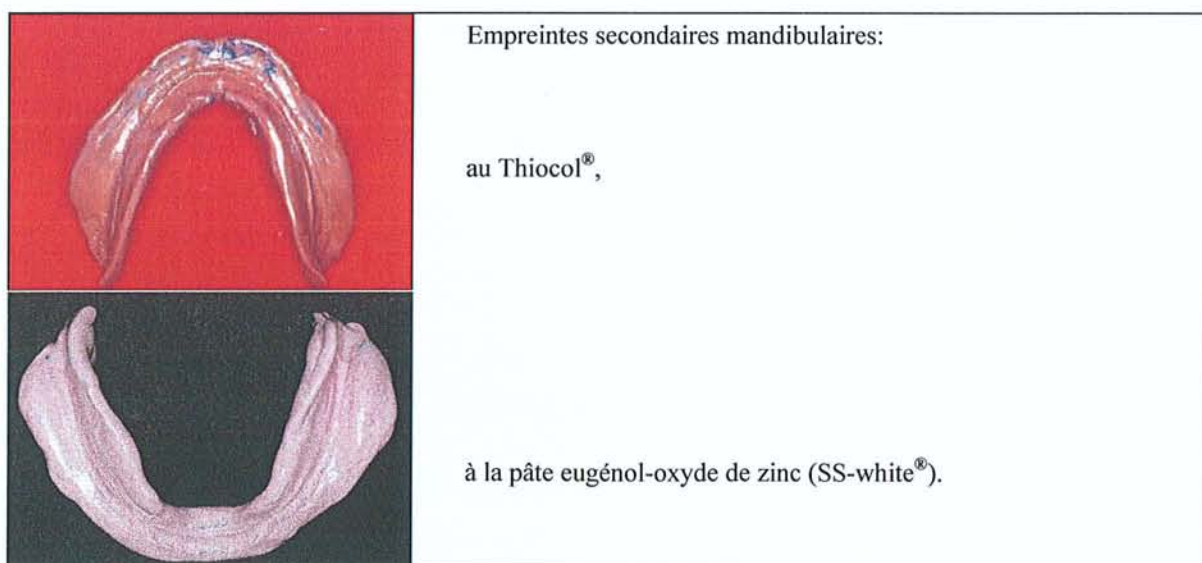 Empreintes secondaires mandibulaires:
au Thiocol®,
à la pâte eugénol-oxyde de zinc (SS-white®).